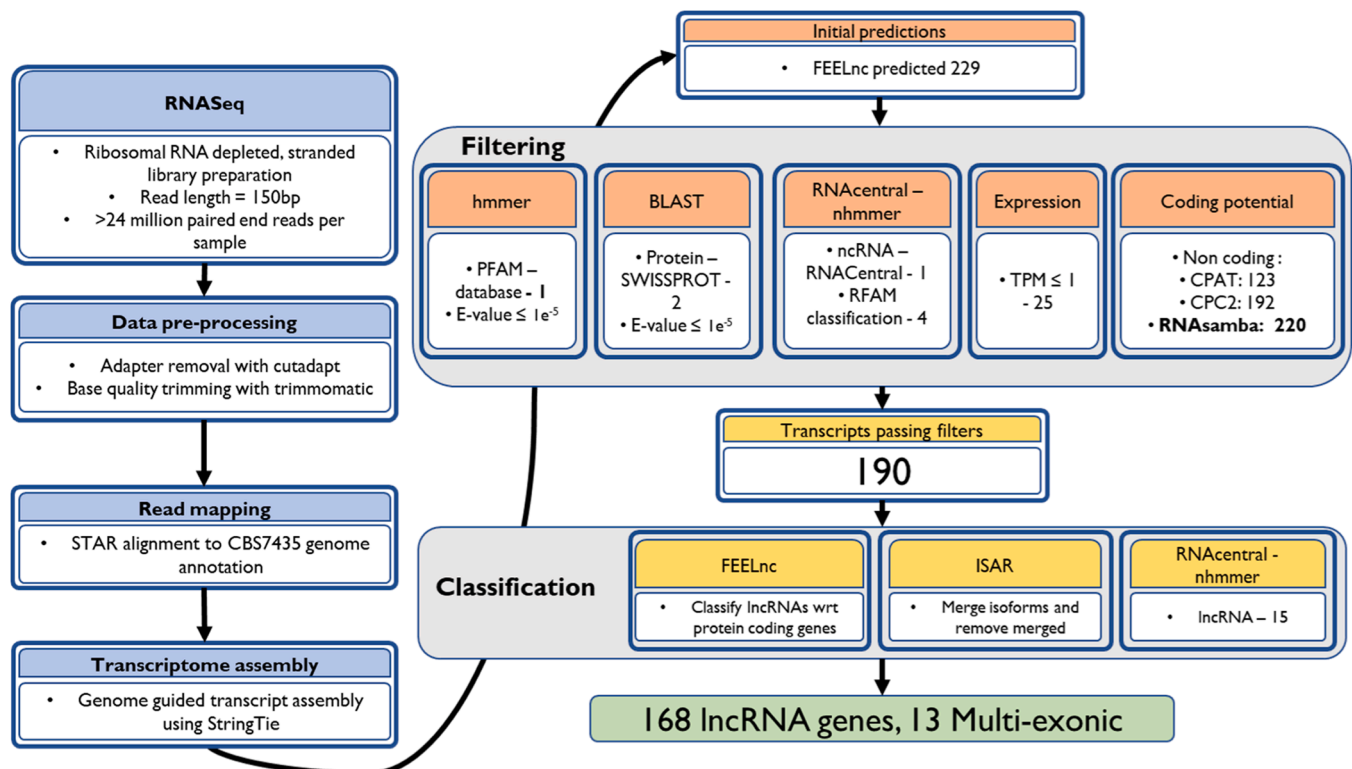 RNASeq
• Ribosomal RNA depleted, stranded
library preparation
• Read length = 150bp
• >24 million paired end reads per
sample
Data pre-processing
• Adapter removal with cutadapt
• Base quality trimming with trimmomatic
Read mapping
• STAR alignment to CBS7435 genome
annotation
Transcriptome assembly
• Genome guided transcript assembly
using StringTie
Initial predictions
• FEELnc predicted 229
Filtering
hmmer
• PFAM –
database - 1
• E-value ≤ 1e⁻⁵
BLAST
• Protein –
SWISSPROT -
2
• E-value ≤ 1e⁻⁵
RNAcentral –
nhmmer
• ncRNA –
RNACentral - 1
• RFAM
classification - 4
Expression
• TPM ≤ 1
- 25
Coding potential
• Non coding :
• CPAT: 123
• CPC2: 192
• RNAsamba: 220
Transcripts passing filters
190
Classification
FEELnc
• Classify lncRNAs wrt
protein coding genes
ISAR
• Merge isoforms and
remove merged
RNAcentral -
nhmmer
• lncRNA – 15
168 lncRNA genes, 13 Multi-exonic